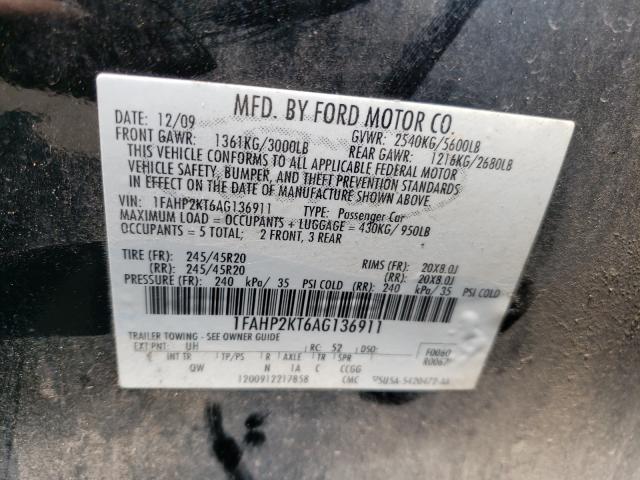 MFD. BY FORD MOTOR CO.
DATE: 12/09 GVWR: 2540KG/5600LB
FRONT GAWR: 1361KG/3000LB REAR GAWR: 1216KG/2680LB
THIS VEHICLE CONFORMS TO ALL APPLICABLE FEDERAL MOTOR
VEHICLE SAFETY, BUMPER, AND THEFT PREVENTION STANDARDS
IN EFFECT ON THE DATE OF MANUFACTURE SHOWN ABOVE.
VIN: 1FAHP2KT6AG136911 TYPE: Passenger Car
MAXIMUM LOAD = OCCUPANTS + LUGGAGE = 430KG/950LB
OCCUPANTS = 5 TOTAL; 2 FRONT, 3 REAR
TIRE (FR): 245/45R20 RIMS (FR): 20X8.0J
(RR): 245/45R20 (RR): 20X8.0J
PRESSURE (FR): 240 kPa/ 35 PSI COLD (RR): 240 kPa/ 35 PSI COLD
1FAHP2KT6AG136911
TRAILER TOWING - SEE OWNER GUIDE
EXT PNT: UH RC: 52 DSO: F0060
INT TR TP/PS R AXLE TR SPR
QW N 1A C CCGG
1200912217858 CMC